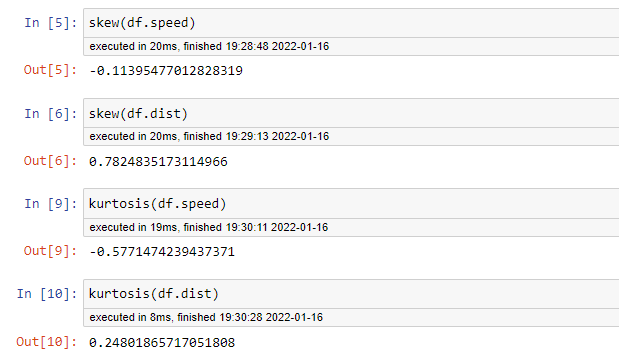 In [5]: skew(df.speed)
executed in 20ms, finished 19:28:48 2022-01-16
Out[5]: -0.11395477012828319
In [6]: skew(df.dist)
executed in 20ms, finished 19:29:13 2022-01-16
Out[6]: 0.7824835173114966
In [9]: kurtosis(df.speed)
executed in 19ms, finished 19:30:11 2022-01-16
Out[9]: -0.5771474239437371
In [10]: kurtosis(df.dist)
executed in 8ms, finished 19:30:28 2022-01-16
Out[10]: 0.24801865717051808